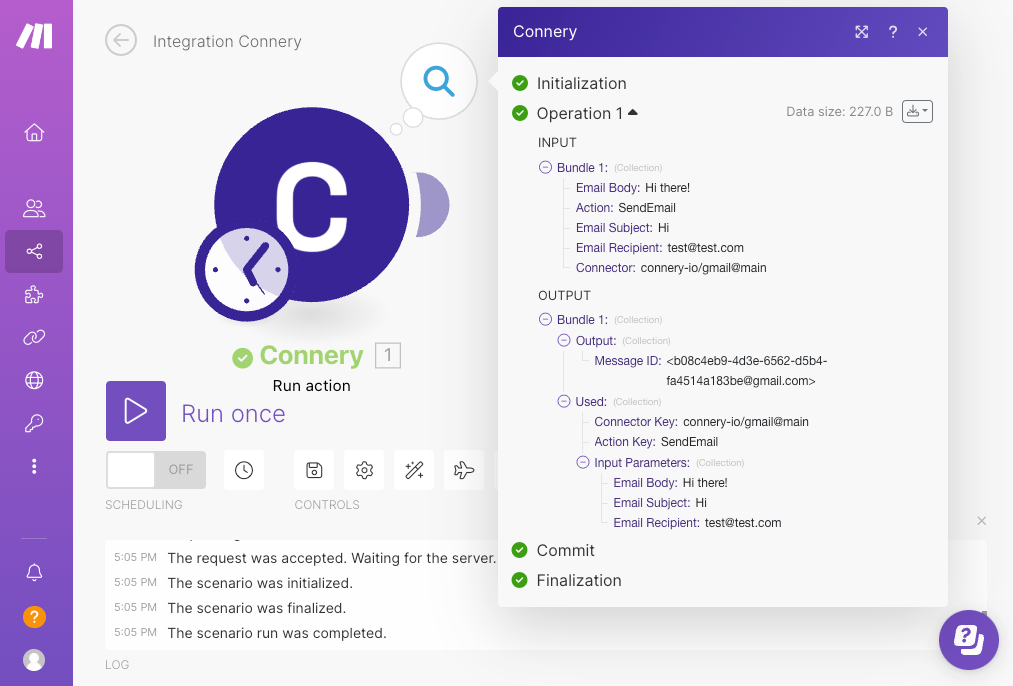 Integration Connery
C
Connery 1
Run action
Run once
OFF
SCHEDULING
CONTROLS
5:05 PM The request was accepted. Waiting for the server.
5:05 PM The scenario was initialized.
5:05 PM The scenario was finalized.
5:05 PM The scenario run was completed.
LOG
Connery
?
Initialization
Operation 1
Data size: 227.0 B
INPUT
Bundle 1: (Collection)
Email Body: Hi there!
Action: SendEmail
Email Subject: Hi
Email Recipient: test@test.com
Connector: connery-io/gmail@main
OUTPUT
Bundle 1: (Collection)
Output: (Collection)
Message ID: <b08c4eb9-4d3e-6562-d5b4-
fa4514a183be@gmail.com>
Used: (Collection)
Connector Key: connery-io/gmail@main
Action Key: SendEmail
Input Parameters: (Collection)
Email Body: Hi there!
Email Subject: Hi
Email Recipient: test@test.com
Commit
Finalization
?
?